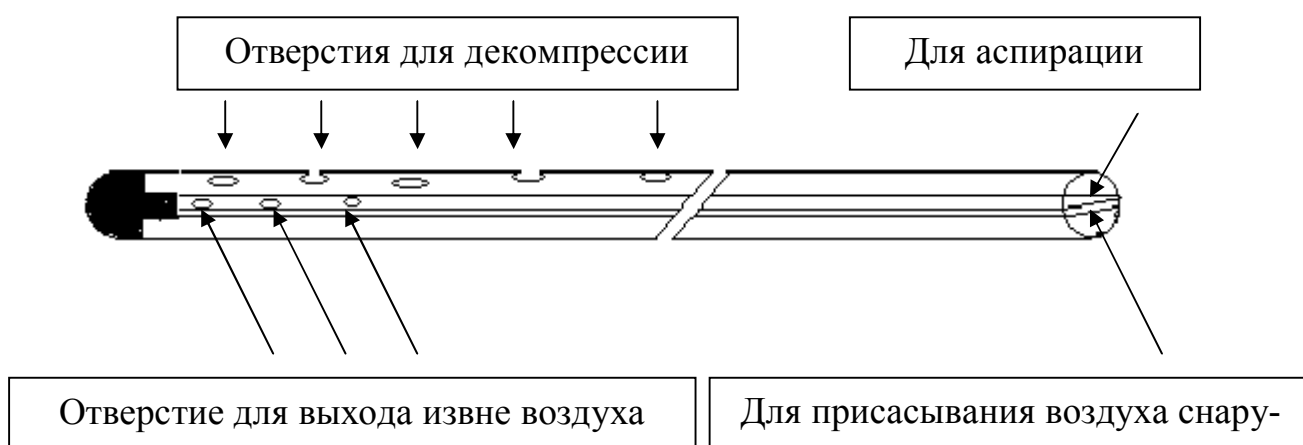 Отверстия для декомпрессии
Для аспирации
Отверстие для выхода извне воздуха
Для присасывания воздуха снару-